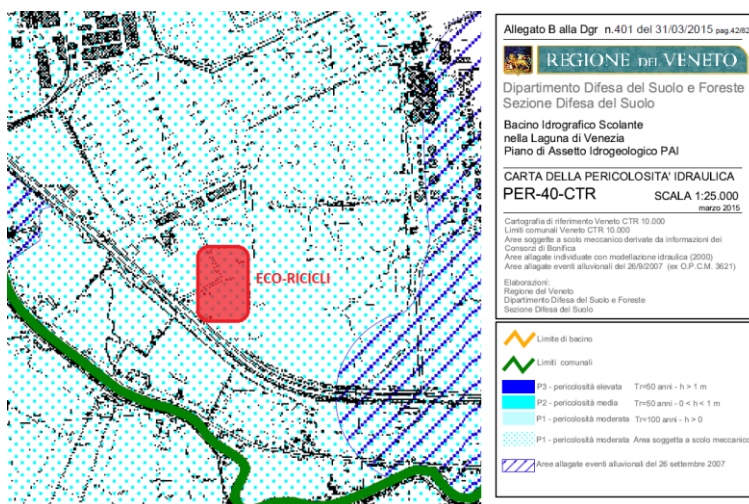 ECO-RICICLI
Allegato B alla Dgr n.401 del 31/03/2015 pag.42/82
REGIONE DEL VENETO
Dipartimento Difesa del Suolo e Foreste
Sezione Difesa del Suolo
Bacino Idrografico Scolante
nella Laguna di Venezia
Piano di Assetto Idrogeologico PAI
CARTA DELLA PERICOLOSITA' IDRAULICA
PER-40-CTR SCALA 1:25.000
marzo 2015
Cartografia di riferimento Veneto CTR 10.000
Limiti comunali Veneto CTR 10.000
Aree soggette a scolo meccanico derivate da informazioni dei
Consorzi di Bonifica
Aree allagate individuate con modellazione idraulica (2000)
Aree allagate eventi alluvionali del 26/9/2007 (ex O.P.C.M. 3621)
Elaborazioni:
Regione del Veneto
Dipartimento Difesa del Suolo e Foreste
Sezione Difesa del Suolo
Limite di bacino
Limiti comunali
P3 - pericolosità elevata Tr=50 anni - h > 1 m
P2 - pericolosità media Tr=50 anni - 0 < h < 1 m
P1 - pericolosità moderata Tr=100 anni - h > 0
P1 - pericolosità moderata Area soggetta a scolo meccanico
Aree allagate eventi alluvionali del 26 settembre 2007